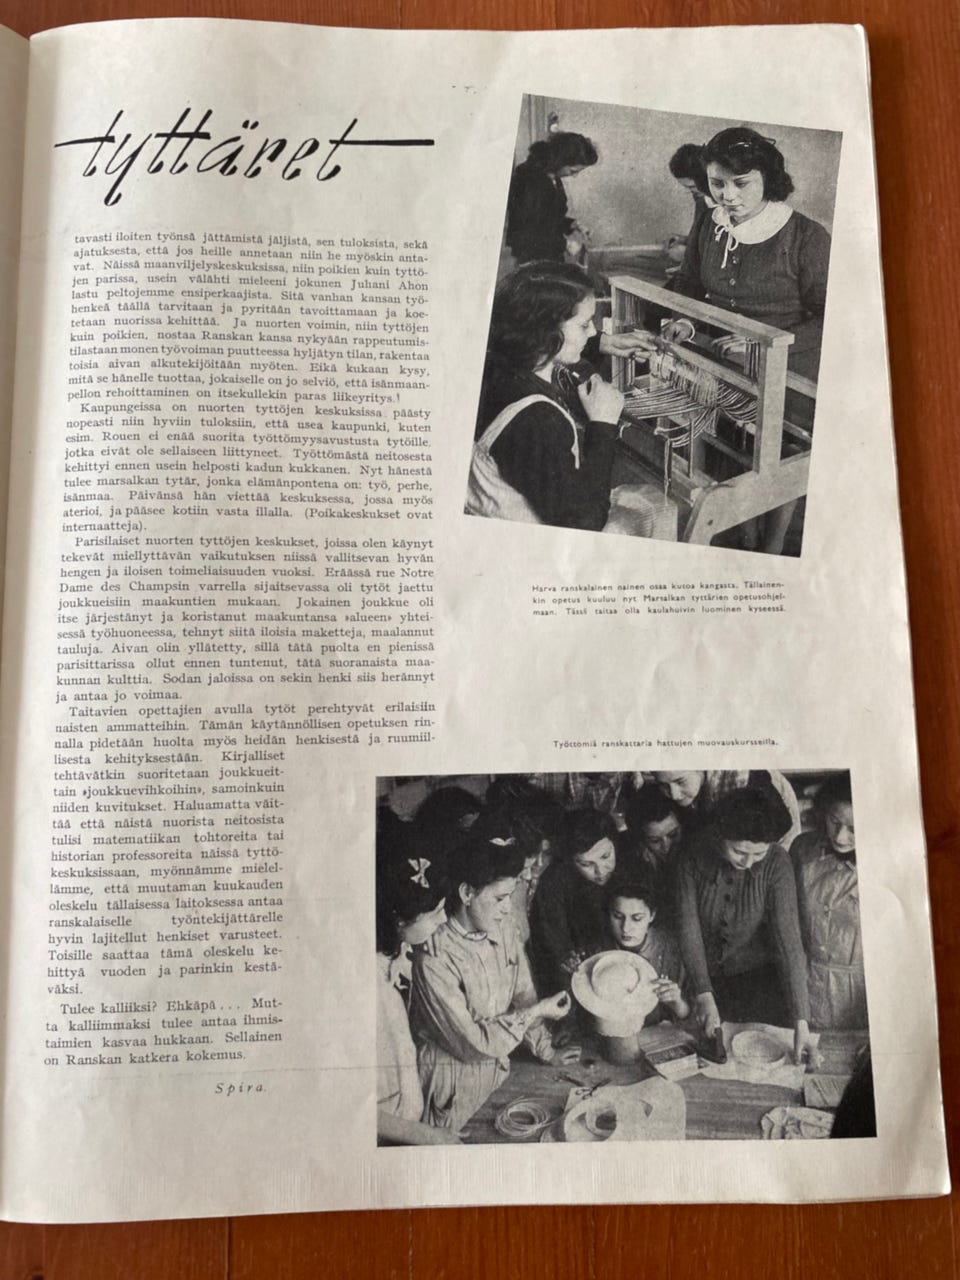 tyttäret
tavasti iloiten työnsä jättämistä jäljistä, sen tuloksista, sekä
ajatuksesta, että jos heille annetaan niin he myöskin anta-
vat. Näissä maanviljelyskeskuksissa, niin poikien kuin tyttö-
jen parissa, usein välähti mieleeni jokunen Juhani Ahon
lastu peltojemme ensiperkaajista. Sitä vanhan kansan työ-
henkeä täällä tarvitaan ja pyritään tavoittamaan ja koe-
tetaan nuorissa kehittää. Ja nuorten voimin, niin tyttöjen
kuin poikien, nostaa Ranskan kansa nykyään rappeutumis-
tilastaan monen työvoiman puutteessa hyljätyn tilan, rakentaa
toisia aivan alkutekijöitään myöten. Eikä kukaan kysy,
mitä se hänelle tuottaa, jokaiselle on jo selviö, että isänmaan-
pellon rehoittaminen on itsekullekin paras liikeyritys.
Kaupungeissa on nuorten tyttöjen keskuksissa päästy
nopeasti niin hyviin tuloksiin, että usea kaupunki, kuten
esim. Rouen ei enää suorita työttömyysavustusta tytöille,
jotka eivät ole sellaiseen liittyneet. Työttömästä neitosesta
kehittyi ennen usein helposti kadun kukkanen. Nyt hänestä
tulee marsalkan tytär, jonka elämänpontena on: työ, perhe,
isänmaa. Päivänsä hän viettää keskuksessa, jossa myös
aterioi, ja pääsee kotiin vasta illalla. (Poikakeskukset ovat
internaatteja).
Parisilaiset nuorten tyttöjen keskukset, joissa olen käynyt
tekevät miellyttävän vaikutuksen niissä vallitsevan hyvän
hengen ja iloisen toimeliaisuuden vuoksi. Eräässä rue Notre
Dame des Champsin varrella sijaitsevassa oli tytöt jaettu
joukkueisiin maakuntien mukaan. Jokainen joukkue oli
itse järjestänyt ja koristanut maakuntansa »alueen» yhtei-
sessä työhuoneessa, tehnyt siitä iloisia maketteja, maalannut
tauluja. Aivan olin yllätetty, sillä tätä puolta en pienissä
parisittarissa ollut ennen tuntenut, tätä suoranaista maa-
kunnan kulttia. Sodan jaloissa on sekin henki siis herännyt
ja antaa jo voimaa.
Taitavien opettajien avulla tytöt perehtyvät erilaisiin
naisten ammatteihin. Tämän käytännöllisen opetuksen rin-
nalla pidetään huolta myös heidän henkisestä ja ruumiil-
lisesta kehityksestään. Kirjalliset
tehtävätkin suoritetaan joukkueit-
tain »joukkuevihkoihin», samoinkuin
niiden kuvitukset. Haluamatta väit-
tää että näistä nuorista neitosista
tulisi matematiikan tohtoreita tai
historian professoreita näissä tyttö-
keskuksissaan, myönnämme mielel-
lämme, että muutaman kuukauden
oleskelu tällaisessa laitoksessa antaa
ranskalaiselle työntekijättärelle
hyvin lajitellut henkiset varusteet.
Toisille saattaa tämä oleskelu ke-
hittyä vuoden ja parinkin kestä-
väksi.
Tulee kalliiksi? Ehkäpä... Mut-
ta kalliimmaksi tulee antaa ihmis-
taimien kasvaa hukkaan. Sellainen
on Ranskan katkera kokemus.
Spira.
Harva ranskalainen nainen osaa kutoa kangasta. Tällainen-
kin opetus kuuluu nyt Marsalkan tyttärien opetusohjel-
maan. Tässä taitaa olla kaulahuivin luominen kyseessä.
Työttömiä ranskattaria hattujen muovauskursseilla.